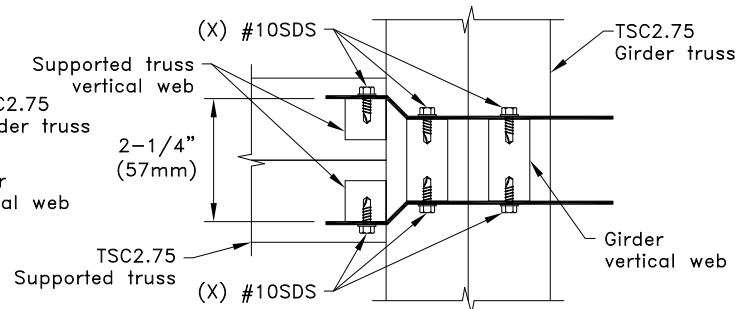 (X) #10SDS
TSC2.75
Girder truss
Supported truss
vertical web
C2.75
der truss
2-1/4"
(57mm)
r
al web
TSC2.75
Supported truss
Girder
vertical web
(X) #10SDS